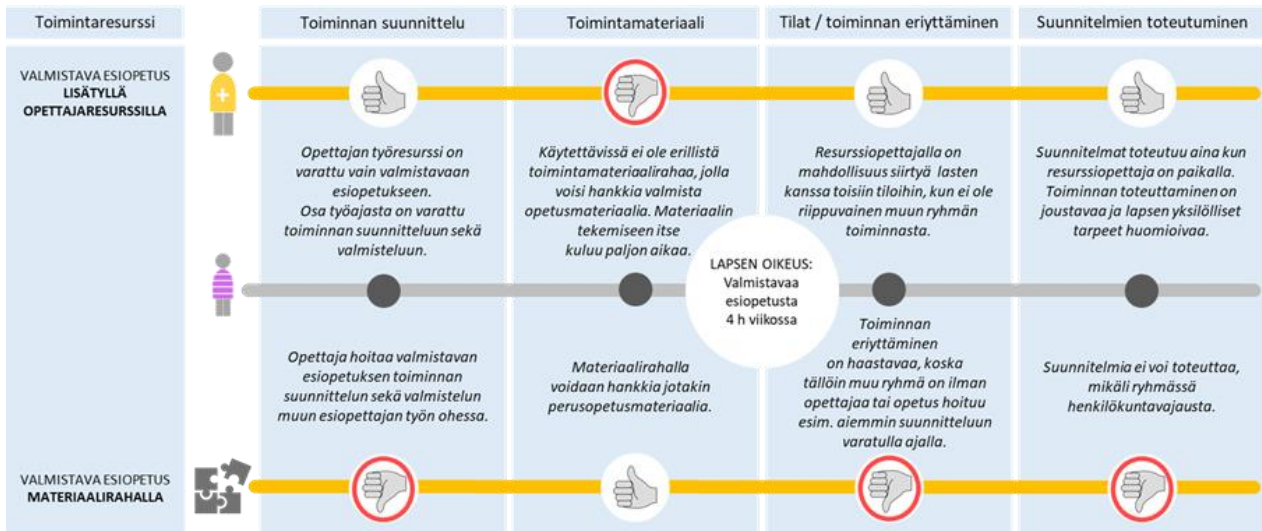 Toimintaresurssi
Toiminnan suunnittelu
Toimintamateriaali
Tilat / toiminnan eriyttäminen
Suunnitelmien toteutuminen
VALMISTAVA ESIOPETUS
LISÄTYLLÄ
OPETTAJARESURSSILLA
Opettajan työresurssi on
varattu vain valmistavaan
esiopetukseen.
Osa työajasta on varattu
toiminnan suunnitteluun sekä
valmisteluun.
Käytettävissä ei ole erillistä
toimintamateriaalirahaa, jolla
voisi hankkia valmista
opetusmateriaalia. Materiaalin
tekemiseen itse
kuluu paljon aikaa.
Resurssiopettajalla on
mahdollisuus siirtyä lasten
kanssa toisiin tiloihin, kun ei ole
riippuvainen muun ryhmän
toiminnasta.
Suunnitelmat toteutuu aina kun
resurssiopettaja on paikalla.
Toiminnan toteuttaminen on
joustavaa ja lapsen yksilölliset
tarpeet huomioivaa.
LAPSEN OIKEUS:
Valmistavaa
esiopetusta
4 h viikossa
Opettaja hoitaa valmistavan
esiopetuksen toiminnan
suunnittelun sekä valmistelun
muun esiopettajan työn ohessa.
Materiaalirahalla
voidaan hankkia jotakin
perusopetusmateriaalia.
Toiminnan
eriyttäminen
on haastavaa, koska
tällöin muu ryhmä on ilman
opettajaa tai opetus hoituu
esim. aiemmin suunnitteluun
varatulla ajalla.
Suunnitelmia ei voi toteuttaa,
mikäli ryhmässä
henkilökuntavajausta.
VALMISTAVA ESIOPETUS
MATERIAALIRAHALLA